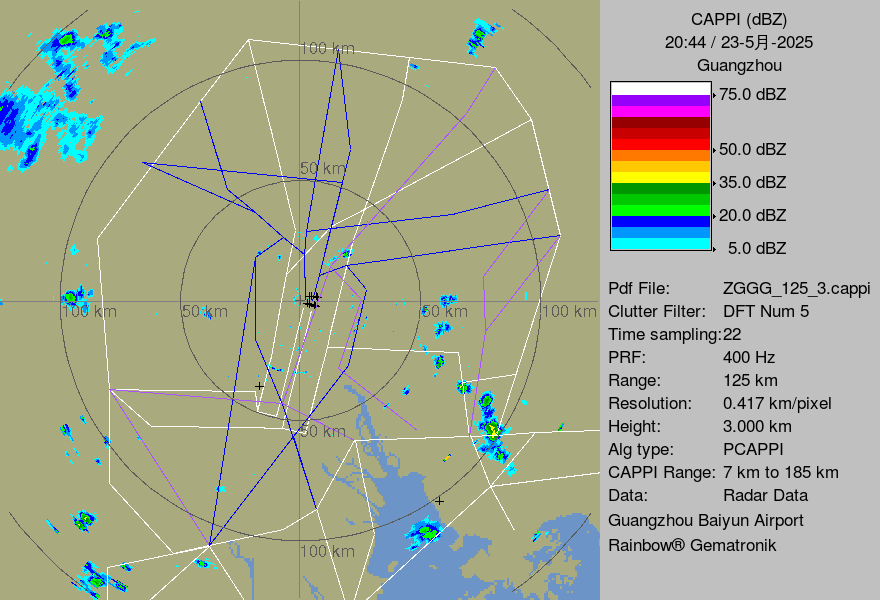 CAPPI (dBZ)
20:44 / 23-5月-2025
Guangzhou
75.0 dBZ
50.0 dBZ
35.0 dBZ
20.0 dBZ
5.0 dBZ
Pdf File: ZGGG_125_3.cappi
Clutter Filter: DFT Num 5
Time sampling:22
PRF: 400 Hz
Range: 125 km
Resolution: 0.417 km/pixel
Height: 3.000 km
Alg type: PCAPPI
CAPPI Range: 7 km to 185 km
Data: Radar Data
Guangzhou Baiyun Airport
Rainbow® Gematronik
100 km
50 km
100 km
50 km
50 km
100 km
50 km
100 km